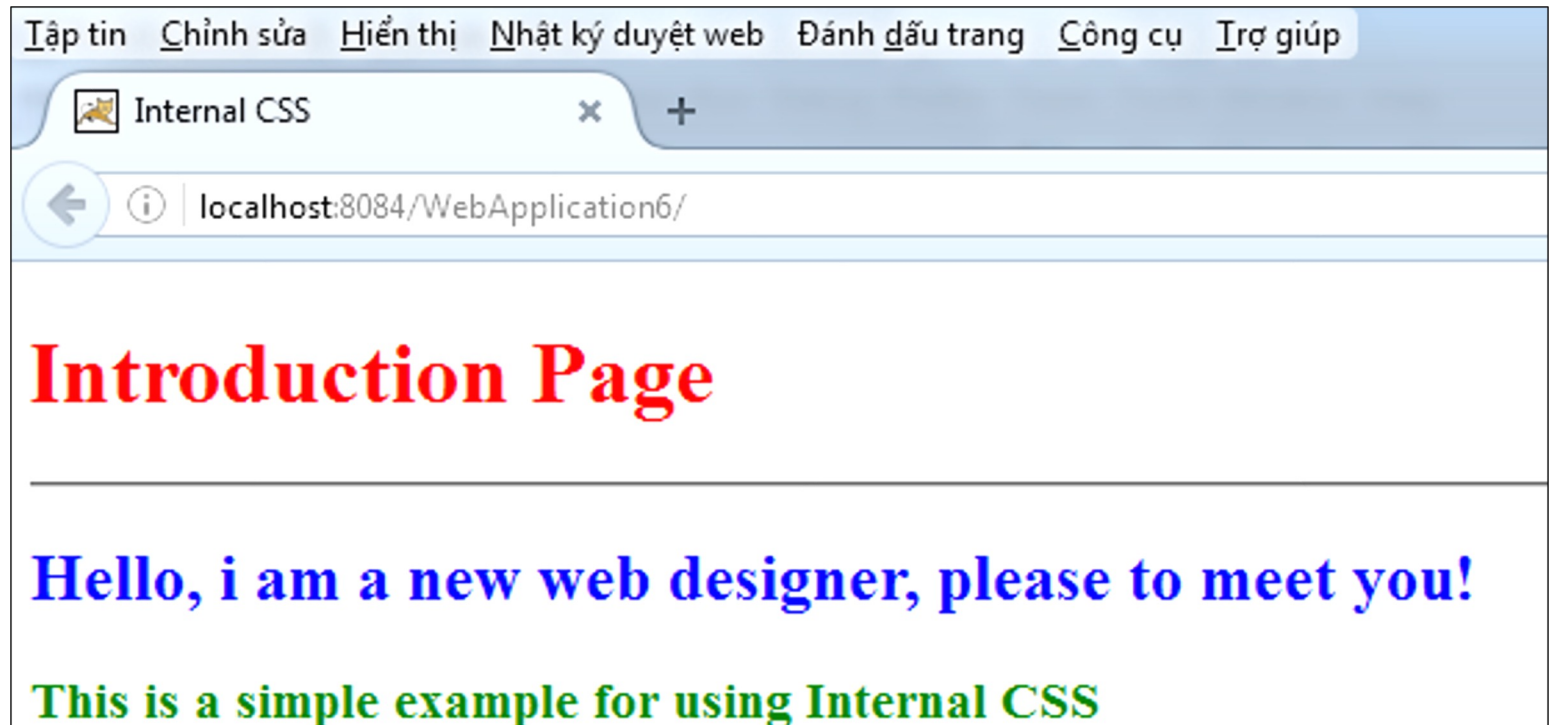 Tập tin Chỉnh sửa Hiển thị Nhật ký duyệt web Đánh dấu trang Công cụ Trợ giúp
Internal CSS
localhost:8084/WebApplication6/
Introduction Page
Hello, i am a new web designer, please to meet you!
This is a simple example for using Internal CSS